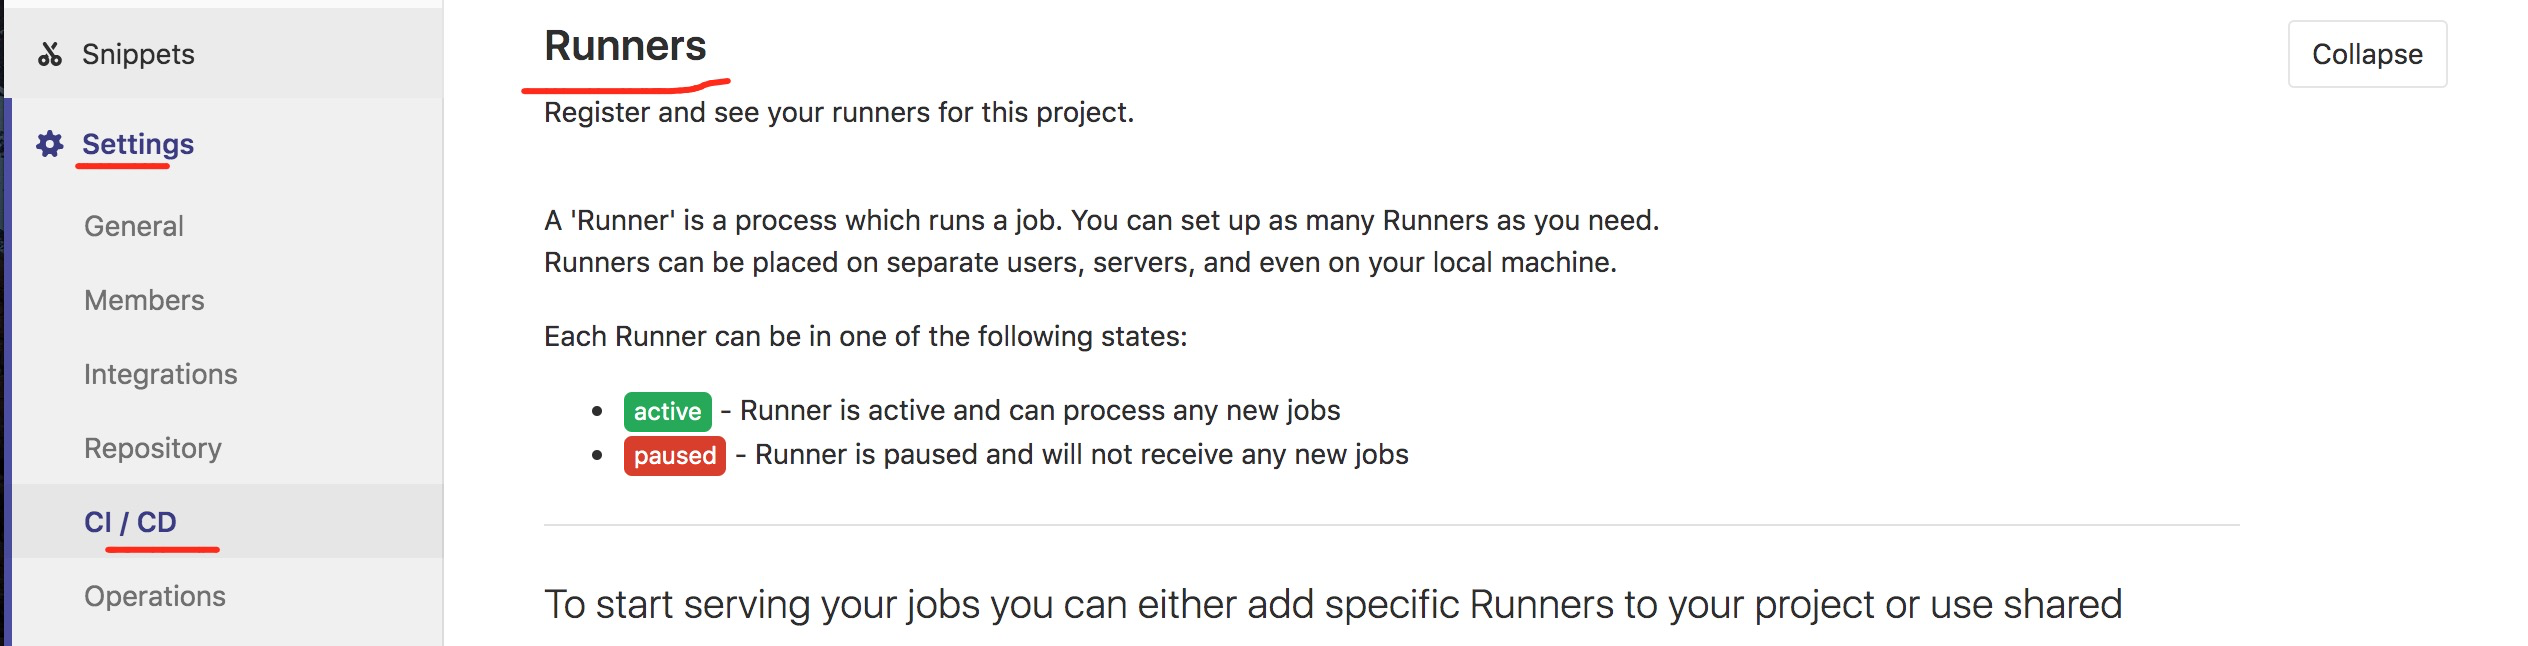 Snippets
Settings
General
Members
Integrations
Repository
CI / CD
Operations
Runners
Collapse
Register and see your runners for this project.
A 'Runner' is a process which runs a job. You can set up as many Runners as you need.
Runners can be placed on separate users, servers, and even on your local machine.
Each Runner can be in one of the following states:
active - Runner is active and can process any new jobs
paused - Runner is paused and will not receive any new jobs
To start serving your jobs you can either add specific Runners to your project or use shared